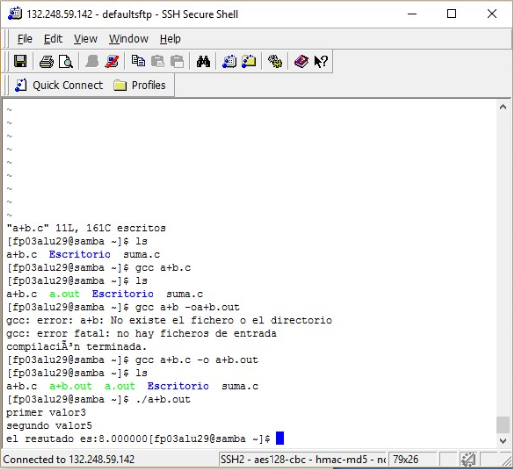 132.248.59.142 - defaultsftp - SSH Secure Shell
File Edit View Window Help
Quick Connect Profiles
~
~
~
~
~
~
~
~
~
"a+b.c" 11L, 161C escritos
[fp03alu29@samba ~]$ ls
a+b.c Escritorio suma.c
[fp03alu29@samba ~]$ gcc a+b.c
[fp03alu29@samba ~]$ ls
a+b.c a.out Escritorio suma.c
[fp03alu29@samba ~]$ gcc a+b -oa+b.out
gcc: error: a+b: No existe el fichero o el directorio
gcc: error fatal: no hay ficheros de entrada
compilaciÃ³n terminada.
[fp03alu29@samba ~]$ gcc a+b.c -o a+b.out
[fp03alu29@samba ~]$ ls
a+b.c a+b.out a.out Escritorio suma.c
[fp03alu29@samba ~]$ ./a+b.out
primer valor3
segundo valor5
el resutado es:8.000000[fp03alu29@samba ~]$
Connected to 132.248.59.142 SSH2 - aes128-cbc - hmac-md5 - nc 79x26